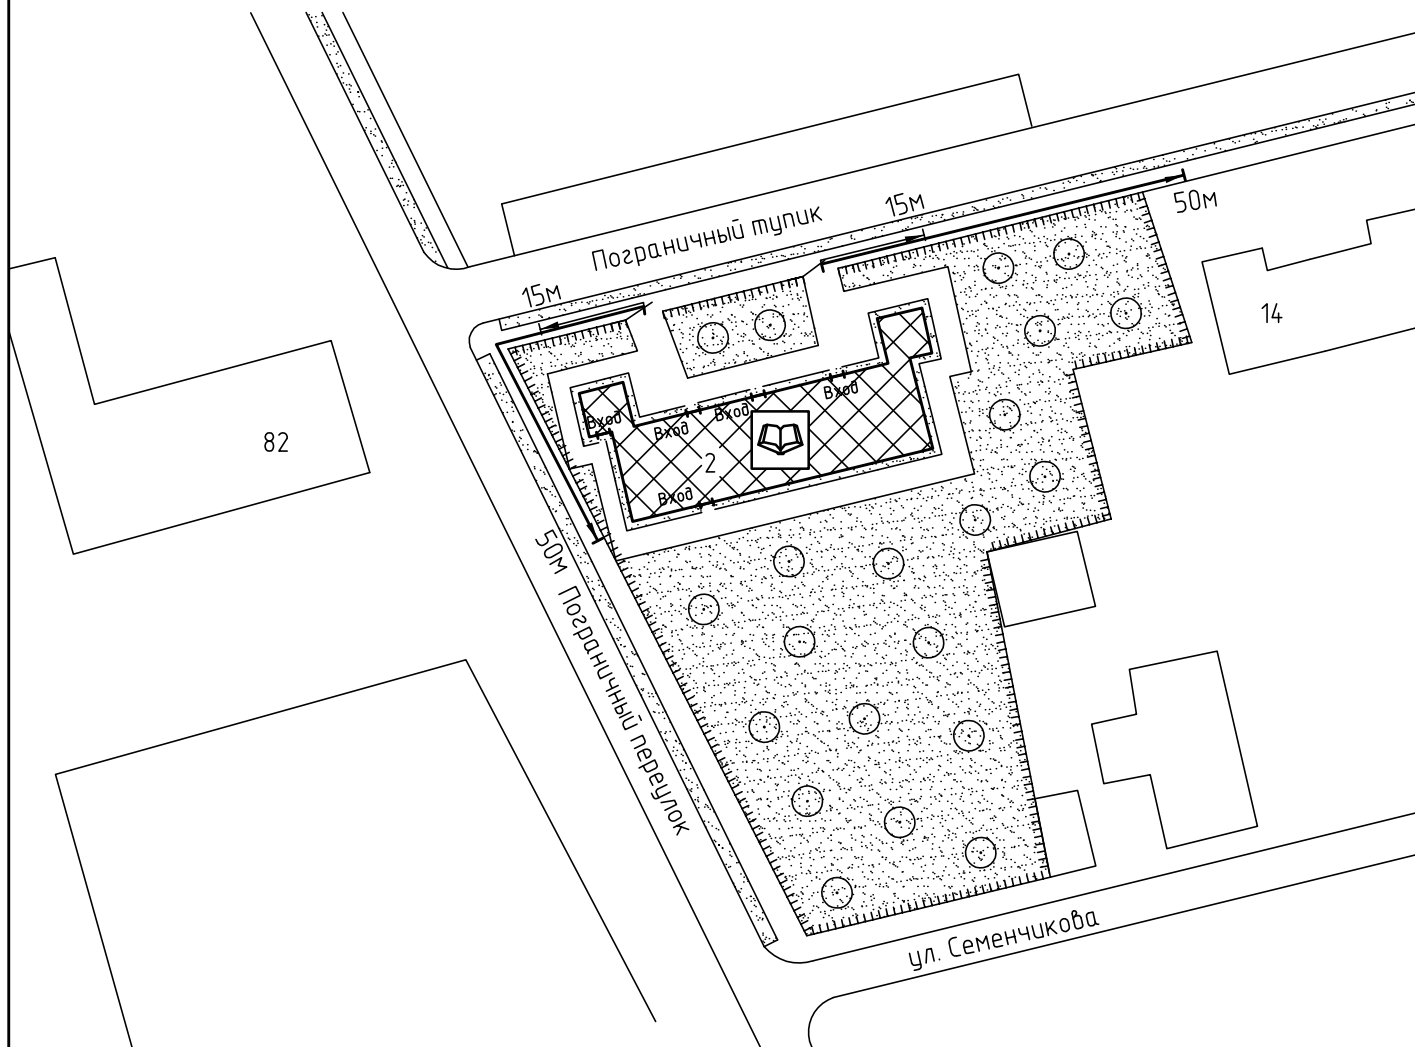 15м
50м
Пограничный тупик
15м
14
Вход
Вход
Вход
Вход
82
2
Вход
50м
Пограничный переулок
ул. Семенчикова